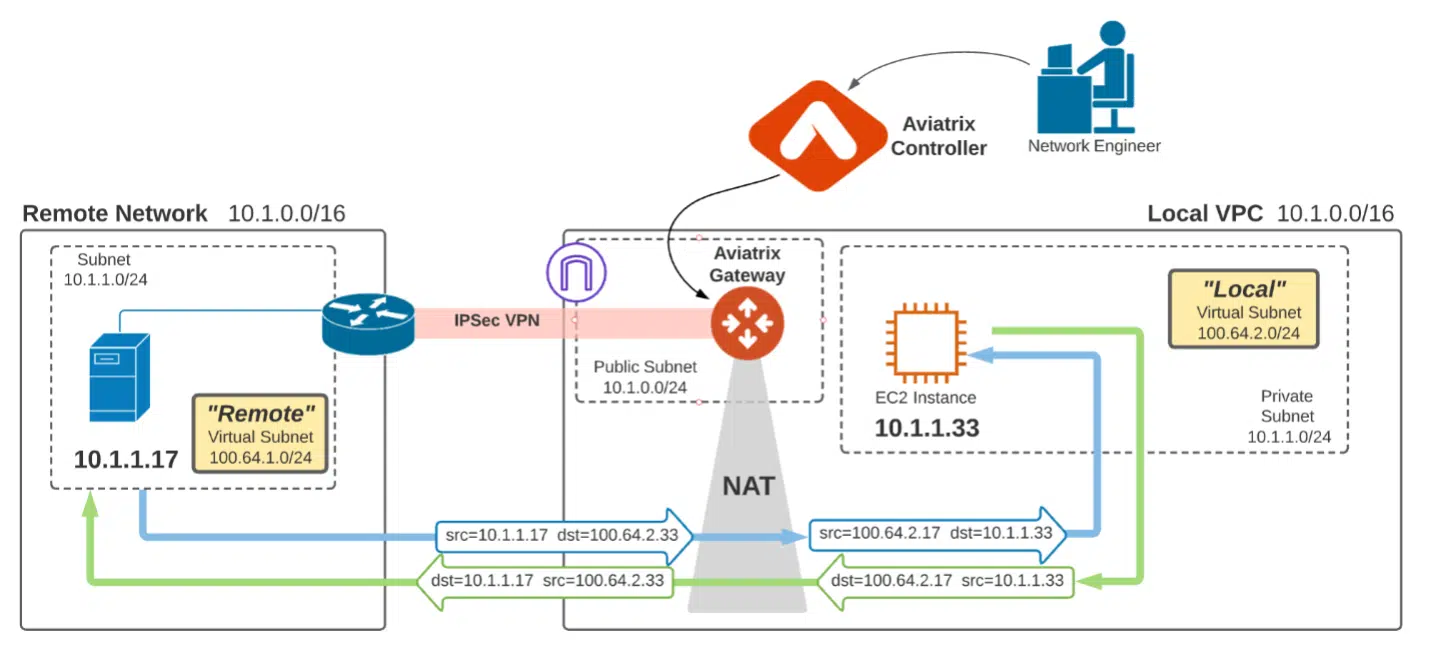 Aviatrix
Controller
Network Engineer
Remote Network 10.1.0.0/16
Local VPC 10.1.0.0/16
Subnet
10.1.1.0/24
"Remote"
Virtual Subnet
100.64.1.0/24
10.1.1.17
IPSec VPN
Aviatrix
Gateway
Public Subnet
10.1.0.0/24
EC2 Instance
10.1.1.33
"Local"
Virtual Subnet
100.64.2.0/24
Private
Subnet
10.1.1.0/24
NAT
src=10.1.1.17 dst=100.64.2.33
src=100.64.2.17 dst=10.1.1.33
dst=10.1.1.17 src=100.64.2.33
dst=100.64.2.17 src=10.1.1.33